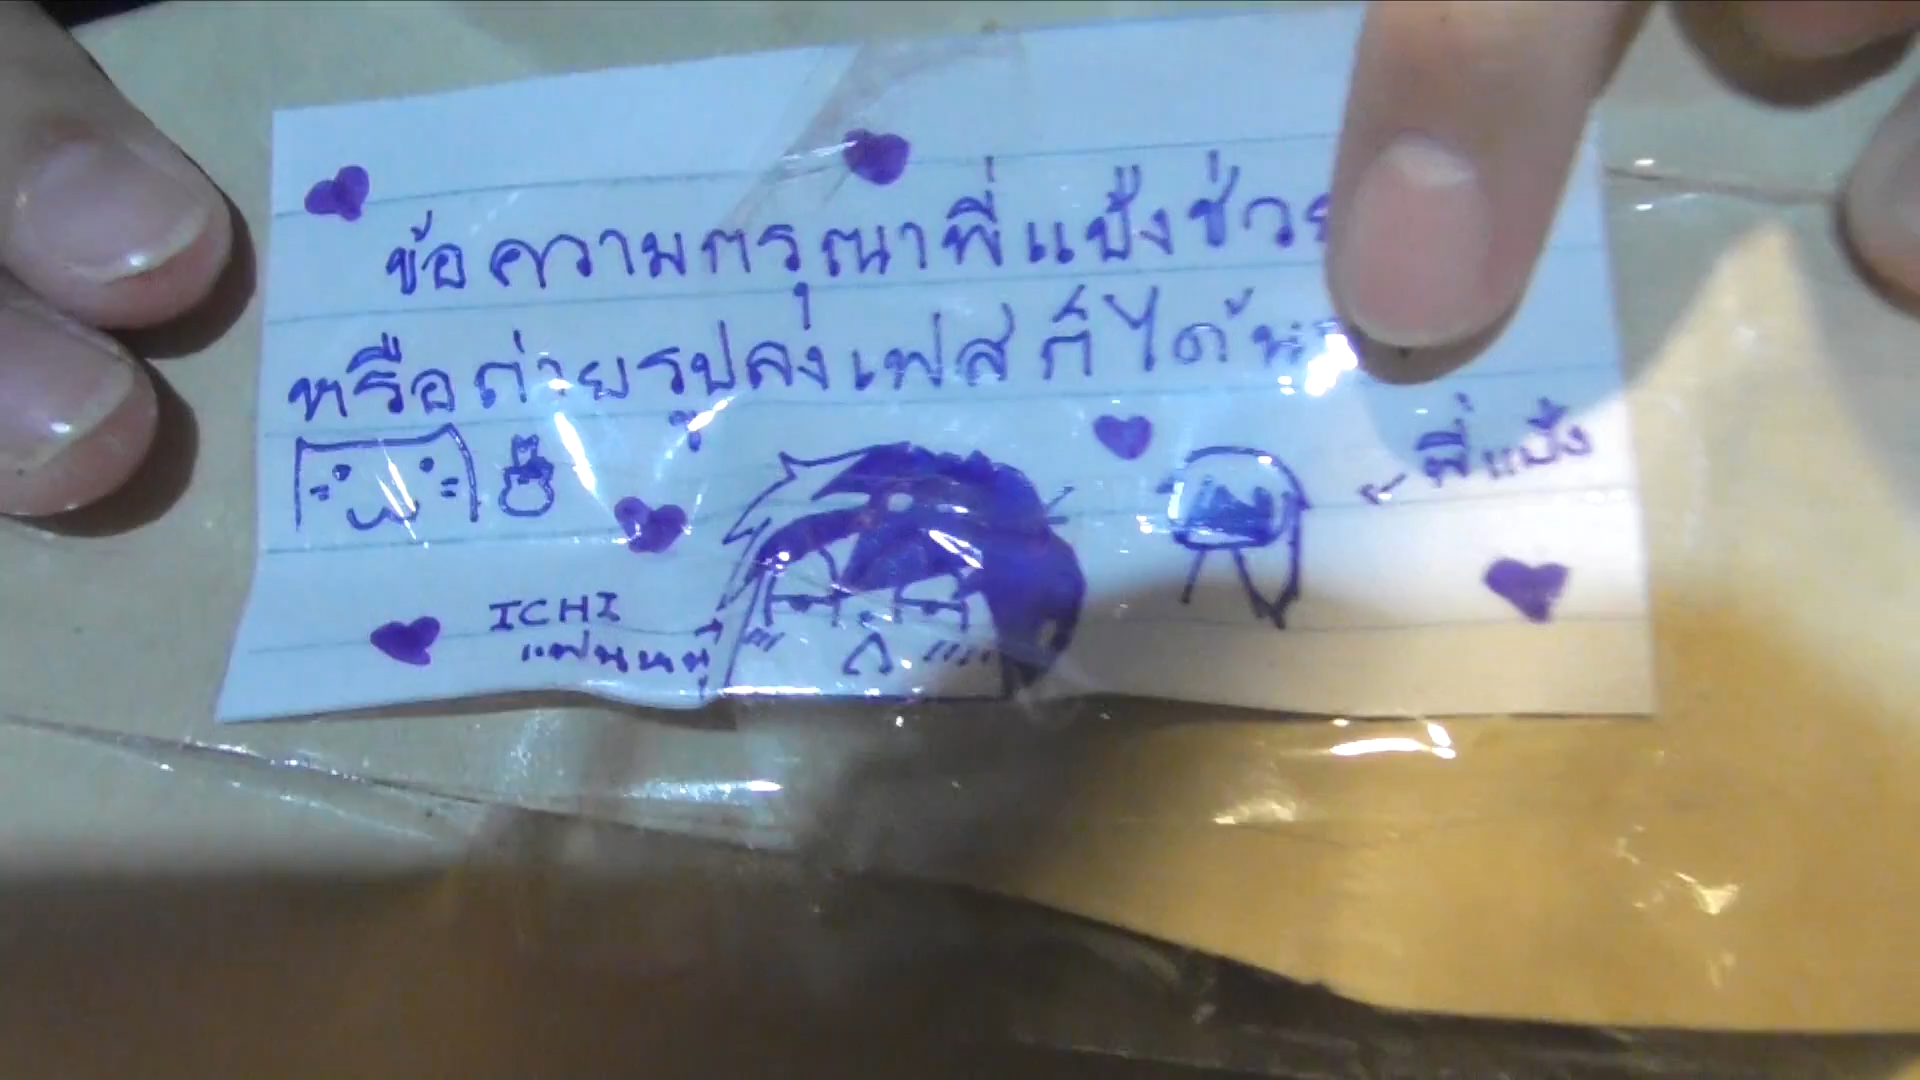 ข้อความกรุณาพี่แป้งช่วย
หรือถ่ายรูปลงเฟสก็ได้
←พี่แป้ง
ICHI
แฟนหนู